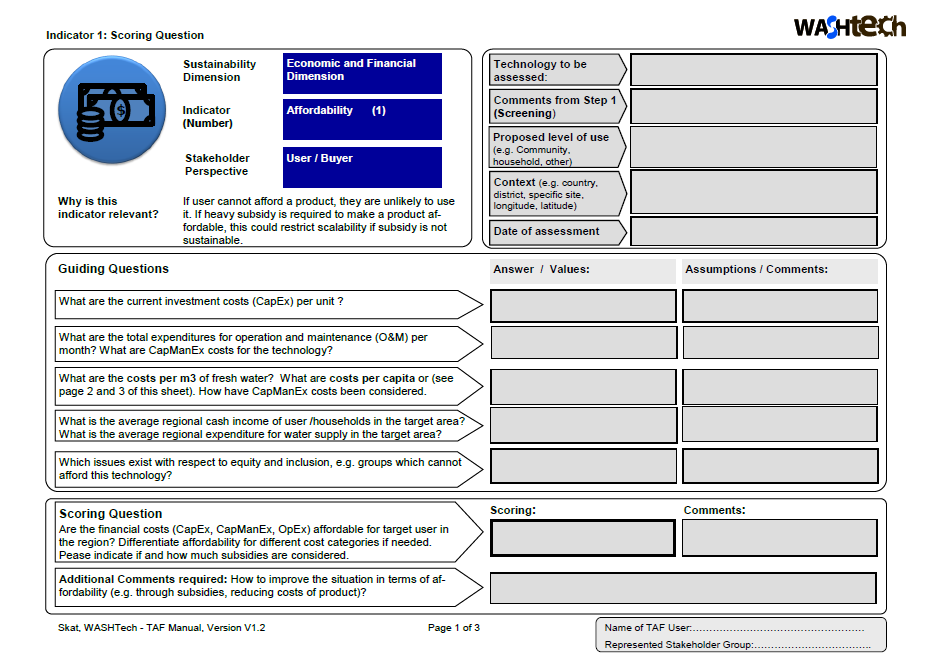 WASHtech
Indicator 1: Scoring Question
Sustainability
Dimension
Economic and Financial
Dimension
Indicator
(Number)
Affordability (1)
Stakeholder
Perspective
User / Buyer
Why is this
indicator relevant?
If user cannot afford a product, they are unlikely to use
it. If heavy subsidy is required to make a product af-
fordable, this could restrict scalability if subsidy is not
sustainable.
Technology to be
assessed:
Comments from Step 1
(Screening)
Proposed level of use
(e.g. Community,
household, other)
Context (e.g. country,
district, specific site,
longitude, latitude)
Date of assessment
Guiding Questions
Answer / Values:
Assumptions / Comments:
What are the current investment costs (CapEx) per unit ?
What are the total expenditures for operation and maintenance (O&M) per
month? What are CapManEx costs for the technology?
What are the costs per m3 of fresh water? What are costs per capita or (see
page 2 and 3 of this sheet). How have CapManEx costs been considered.
What is the average regional cash income of user /households in the target area?
What is the average regional expenditure for water supply in the target area?
Which issues exist with respect to equity and inclusion, e.g. groups which cannot
afford this technology?
Scoring Question
Are the financial costs (CapEx, CapManEx, OpEx) affordable for target user in
the region? Differentiate affordability for different cost categories if needed.
Pease indicate if and how much subsidies are considered.
Scoring:
Comments:
Additional Comments required: How to improve the situation in terms of af-
fordability (e.g. through subsidies, reducing costs of product)?
Skat, WASHTech - TAF Manual, Version V1.2
Page 1 of 3
Name of TAF User:……………………………………………
Represented Stakeholder Group:……………………………..